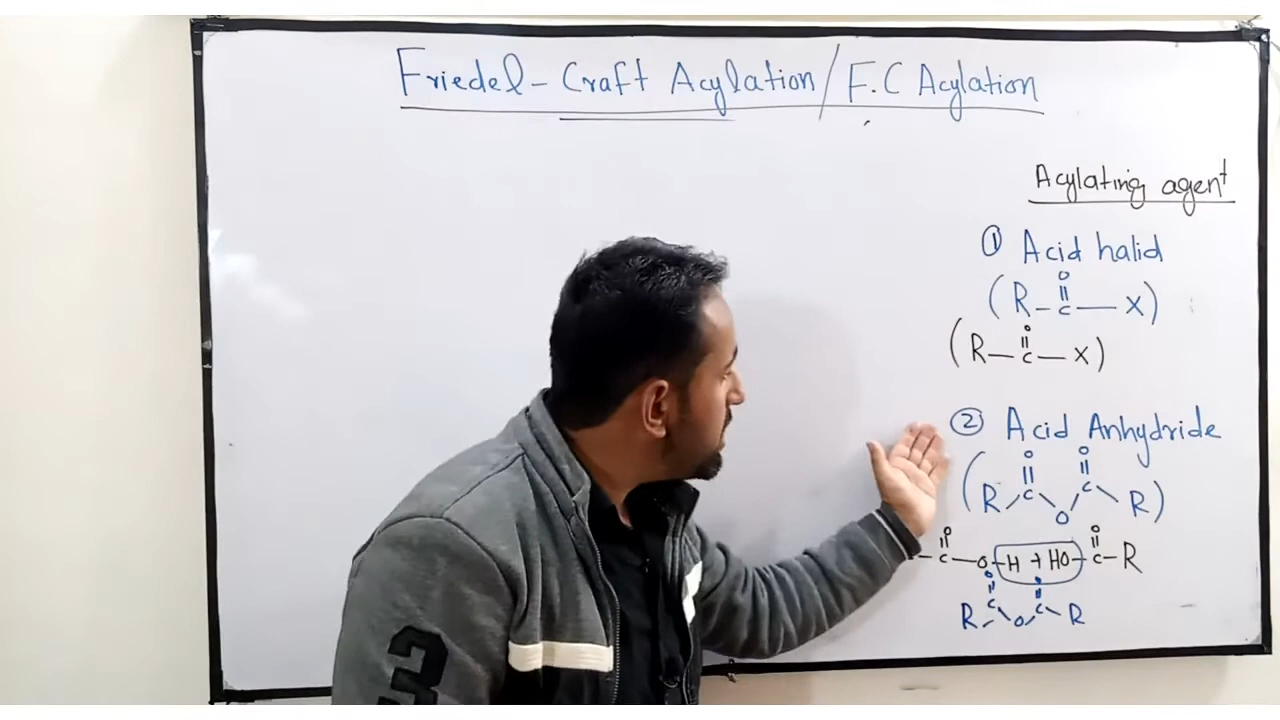 Friedel-Craft Acylation/F.C Acylation
Acylating agent
① Acid halid
O
(R-C-X)
O
(R-C-X)
② Acid Anhydride
O O
(R C O C R)
O O
-C-O-H + HO-C-R
O O
R C O C R
3